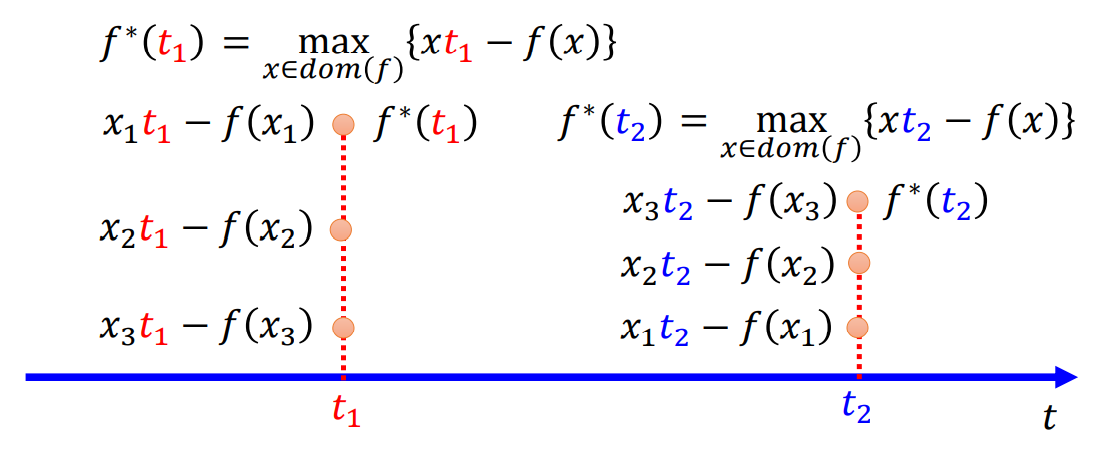 f*(t₁) = max x∈dom(f) {xt₁ − f(x)}
x₁t₁ − f(x₁) f*(t₁)
x₂t₁ − f(x₂)
x₃t₁ − f(x₃)
t₁
f*(t₂) = max x∈dom(f) {xt₂ − f(x)}
x₃t₂ − f(x₃) f*(t₂)
x₂t₂ − f(x₂)
x₁t₂ − f(x₁)
t₂
t